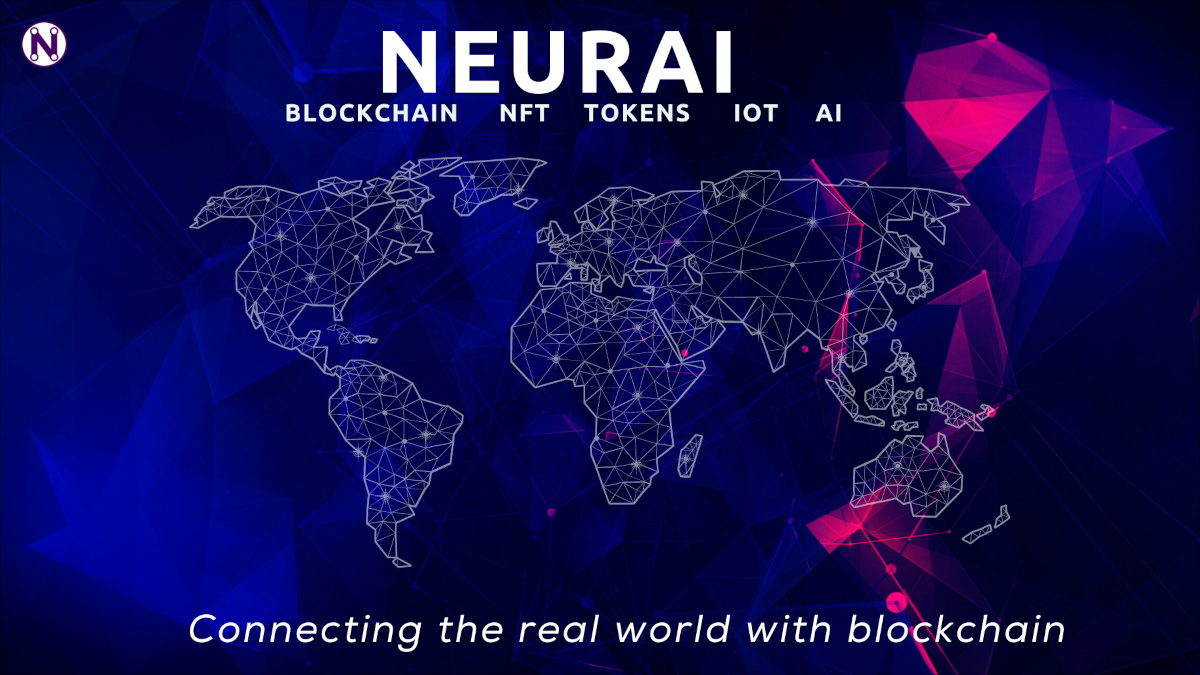 N
NEURAI
BLOCKCHAIN NFT TOKENS IOT AI
Connecting the real world with blockchain